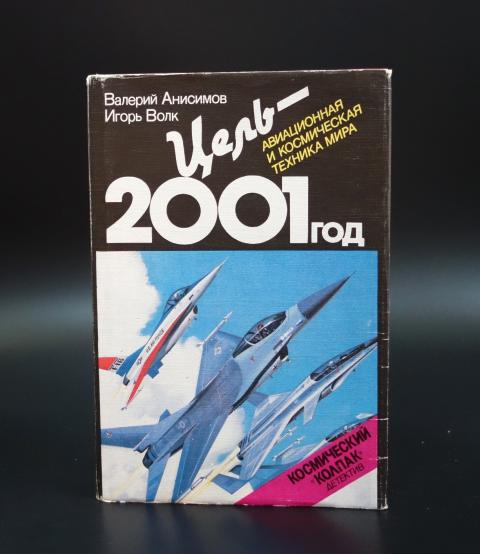 Валерий Анисимов
Игорь Волк
Цель—
2001 год
АВИАЦИОННАЯ
И КОСМИЧЕСКАЯ
ТЕХНИКА МИРА
КОСМИЧЕСКИЙ
"КОЛПАК"
ДЕТЕКТИВ